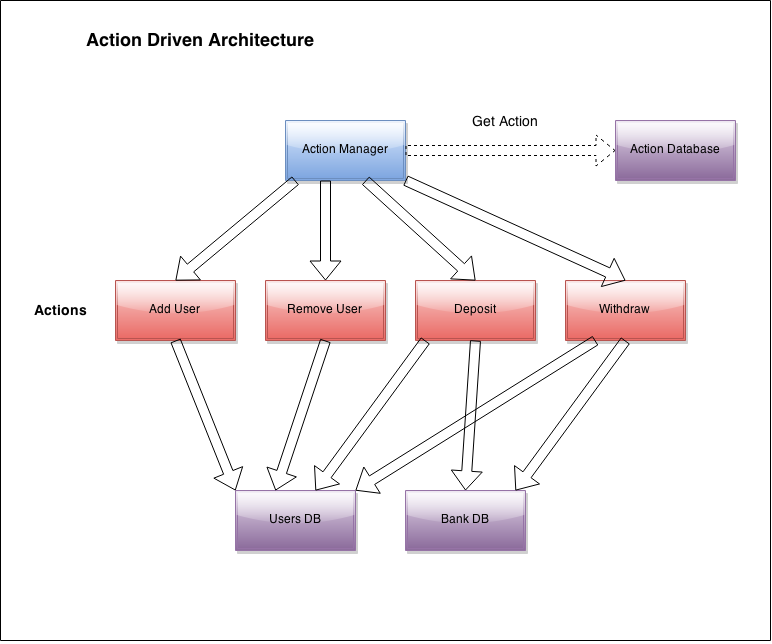 Action Driven Architecture
Get Action
Action Manager
Action Database
Actions
Add User
Remove User
Deposit
Withdraw
Users DB
Bank DB